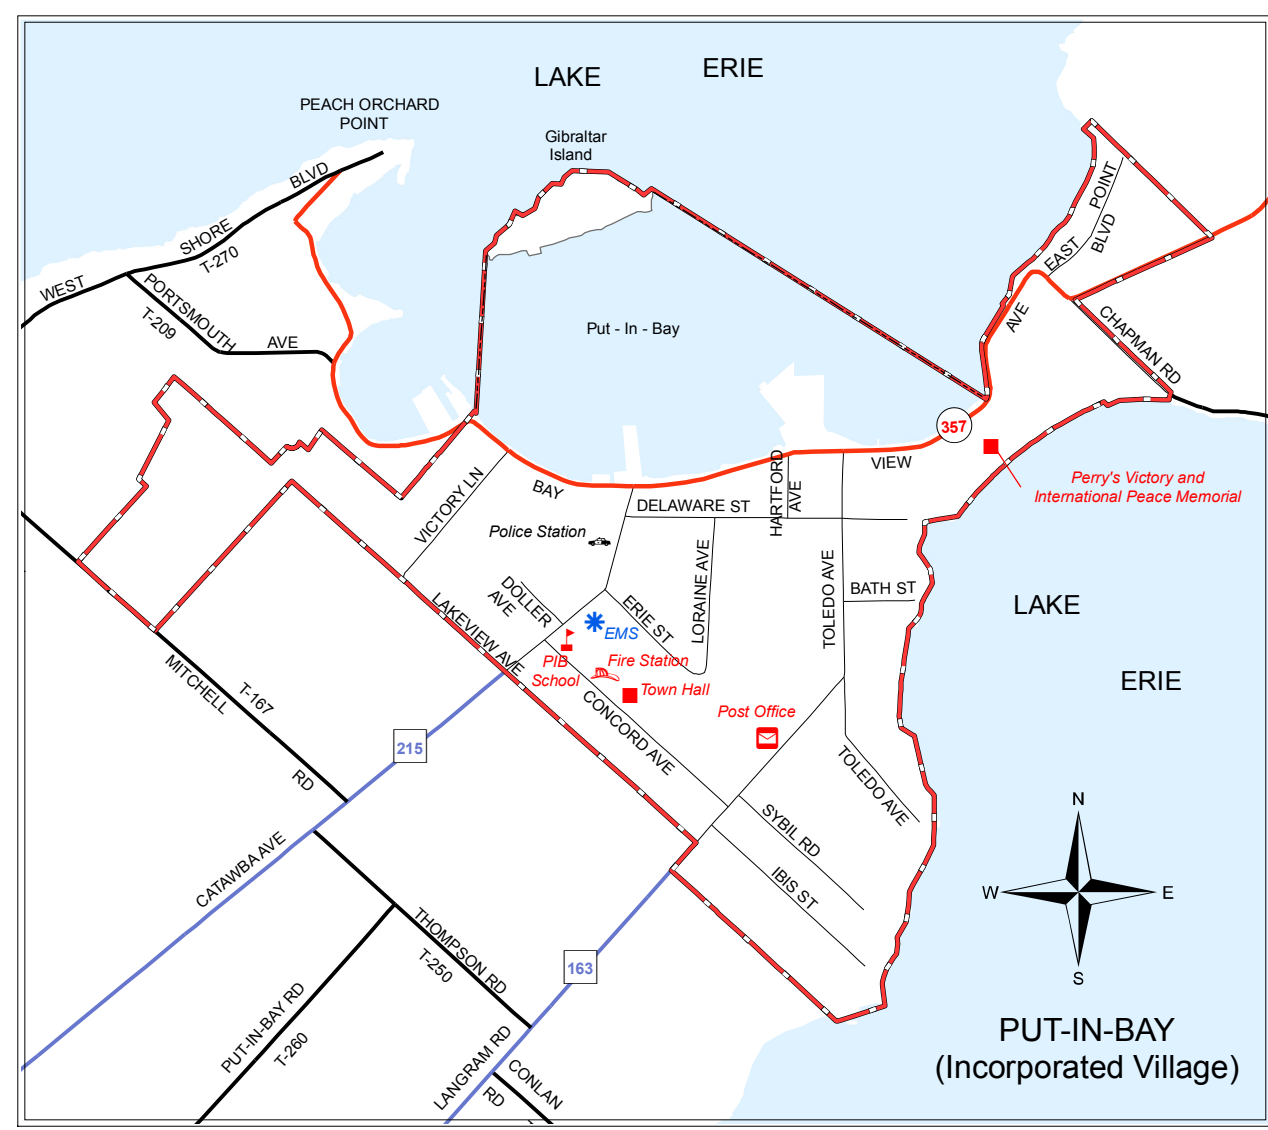 LAKE ERIE
PEACH ORCHARD
POINT
Gibraltar
Island
WEST SHORE BLVD
T-270
PORTSMOUTH AVE
T-209
Put - In - Bay
EAST POINT
BLVD
AVE
CHAPMAN RD
357
VIEW
BAY
Perry's Victory and
International Peace Memorial
VICTORY LN
HARTFORD
AVE
DELAWARE ST
Police Station
LORAINE AVE
TOLEDO AVE
BATH ST
DOLLER
AVE
ERIE ST
EMS
LAKEVIEW AVE
PIB
School
Fire Station
Town Hall
Post Office
CONCORD AVE
LAKE
ERIE
MITCHELL
RD
T-167
215
TOLEDO AVE
SYBIL RD
IBIS ST
CATAWBA AVE
THOMPSON RD
T-250
163
PUT-IN-BAY RD
T-260
LANGRAM RD
CONLAN
RD
N
W
E
S
PUT-IN-BAY
(Incorporated Village)